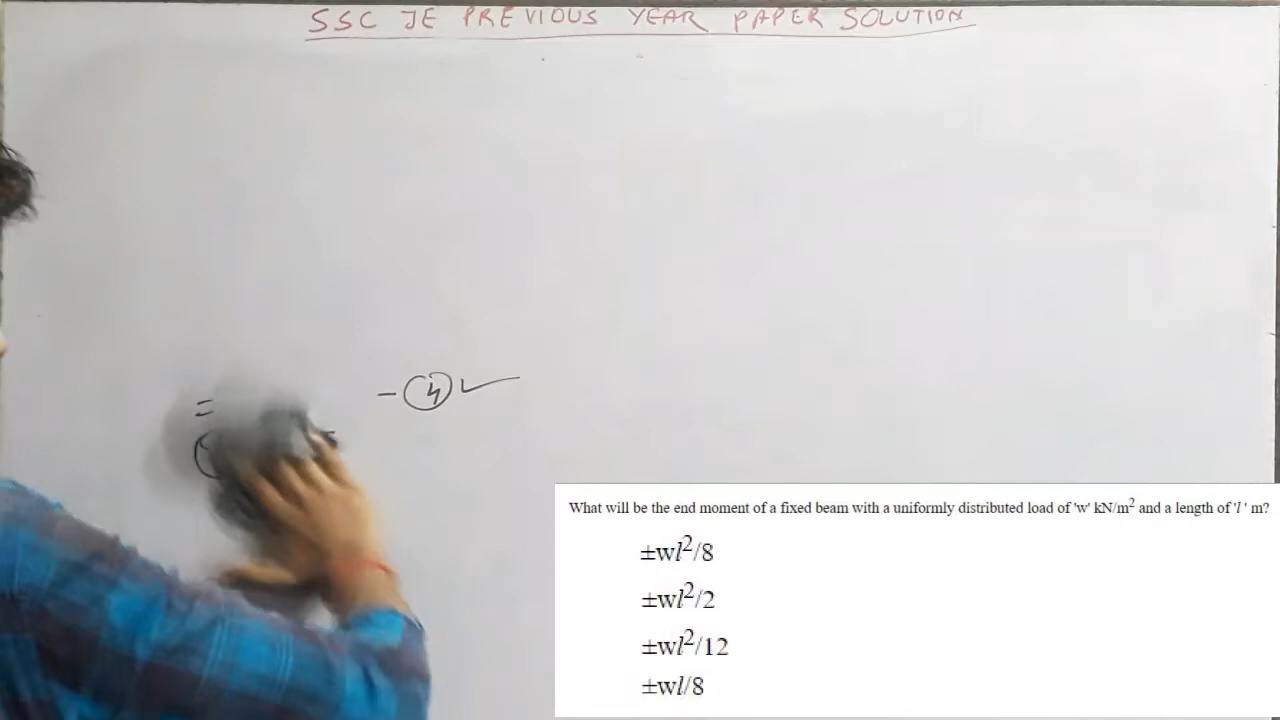 SSC JE PREVIOUS YEAR PAPER SOLUTION
=
- 4 ✓
What will be the end moment of a fixed beam with a uniformly distributed load of 'w' kN/m² and a length of 'l ' m?
±wl²/8
±wl²/2
±wl²/12
±wl/8